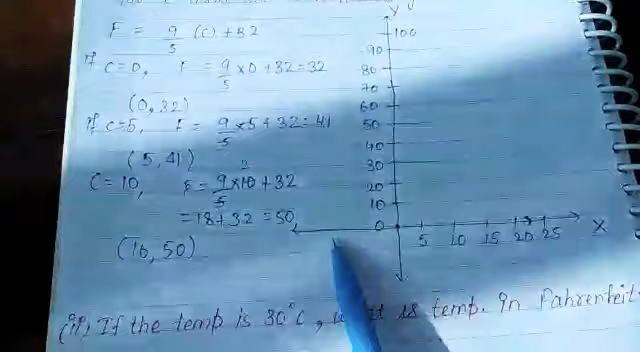 F = 9/5 (C) + 32
If C=0, F = 9/5 x 0 + 32 = 32
(0, 32)
If C=5, F = 9/5 x 5 + 32 = 41
(5, 41)
C = 10, F = 9/5 x 10 + 32
2
= 18 + 32 = 50
(10, 50)
Y
100
90
80
70
60
50
40
30
20
10
0
5 10 15 20 25 X
(ii) If the temp is 30°C, is temp. In Fahrenfeit